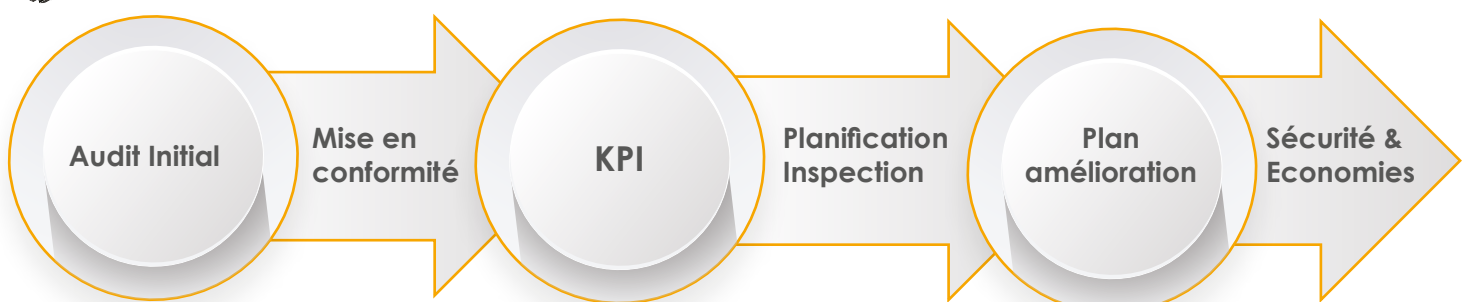 Audit Initial
Mise en
conformité
KPI
Planification
Inspection
Plan
amélioration
Sécurité &
Economies